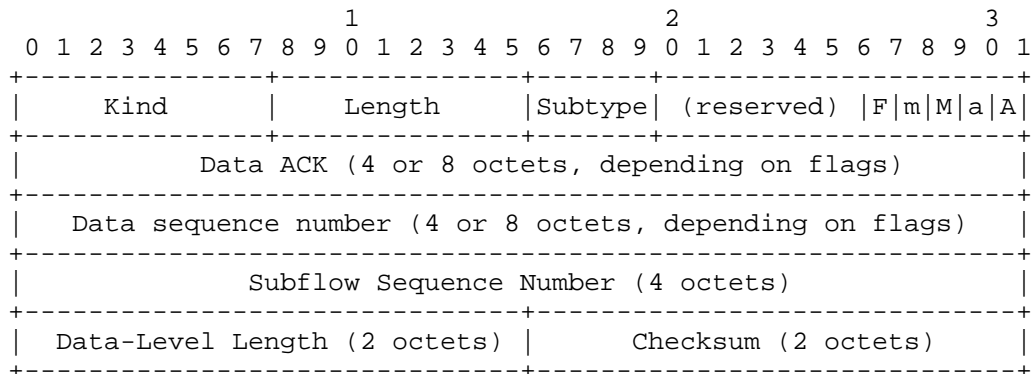 1                   2                   3
 0 1 2 3 4 5 6 7 8 9 0 1 2 3 4 5 6 7 8 9 0 1 2 3 4 5 6 7 8 9 0 1
+---------------+---------------+-------+----------------------+
|     Kind      |    Length     |Subtype| (reserved) |F|m|M|a|A|
+---------------+---------------+-------+----------------------+
|           Data ACK (4 or 8 octets, depending on flags)       |
+--------------------------------------------------------------+
|   Data sequence number (4 or 8 octets, depending on flags)   |
+--------------------------------------------------------------+
|              Subflow Sequence Number (4 octets)              |
+-------------------------------+------------------------------+
|  Data-Level Length (2 octets) |      Checksum (2 octets)     |
+-------------------------------+------------------------------+